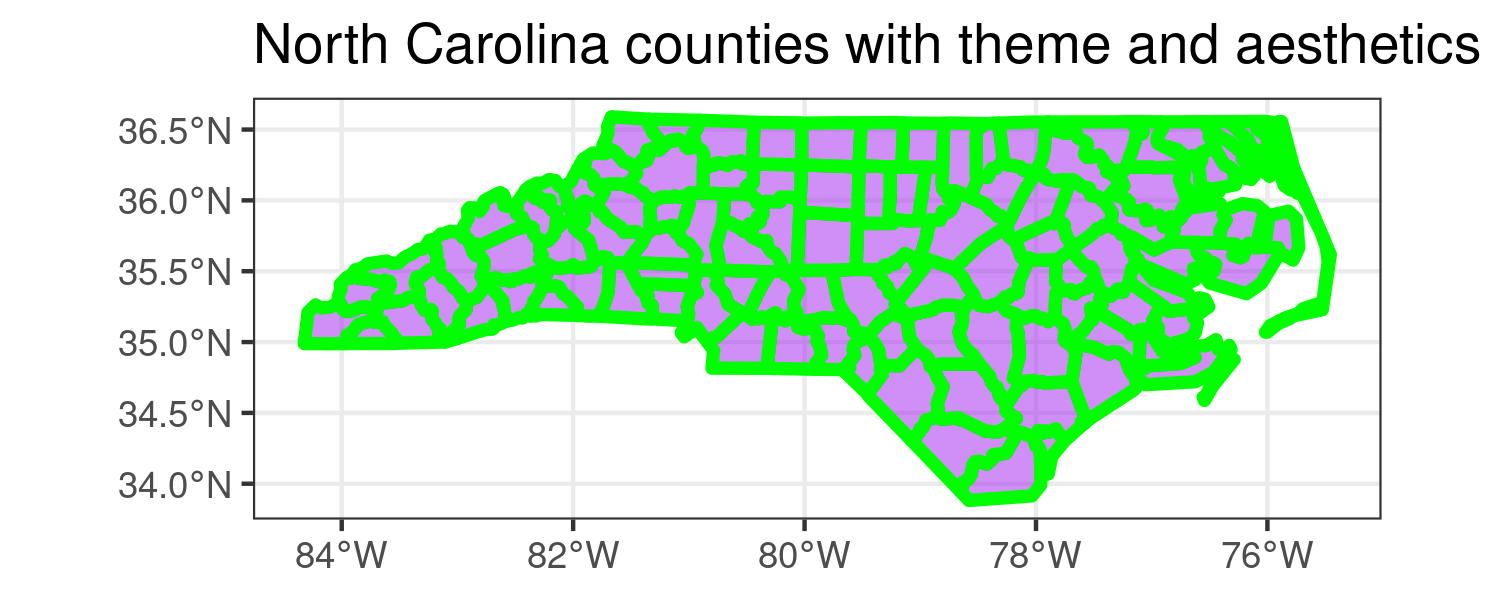 North Carolina counties with theme and aesthetics
36.5°N
36.0°N
35.5°N
35.0°N
34.5°N
34.0°N
84°W 82°W 80°W 78°W 76°W